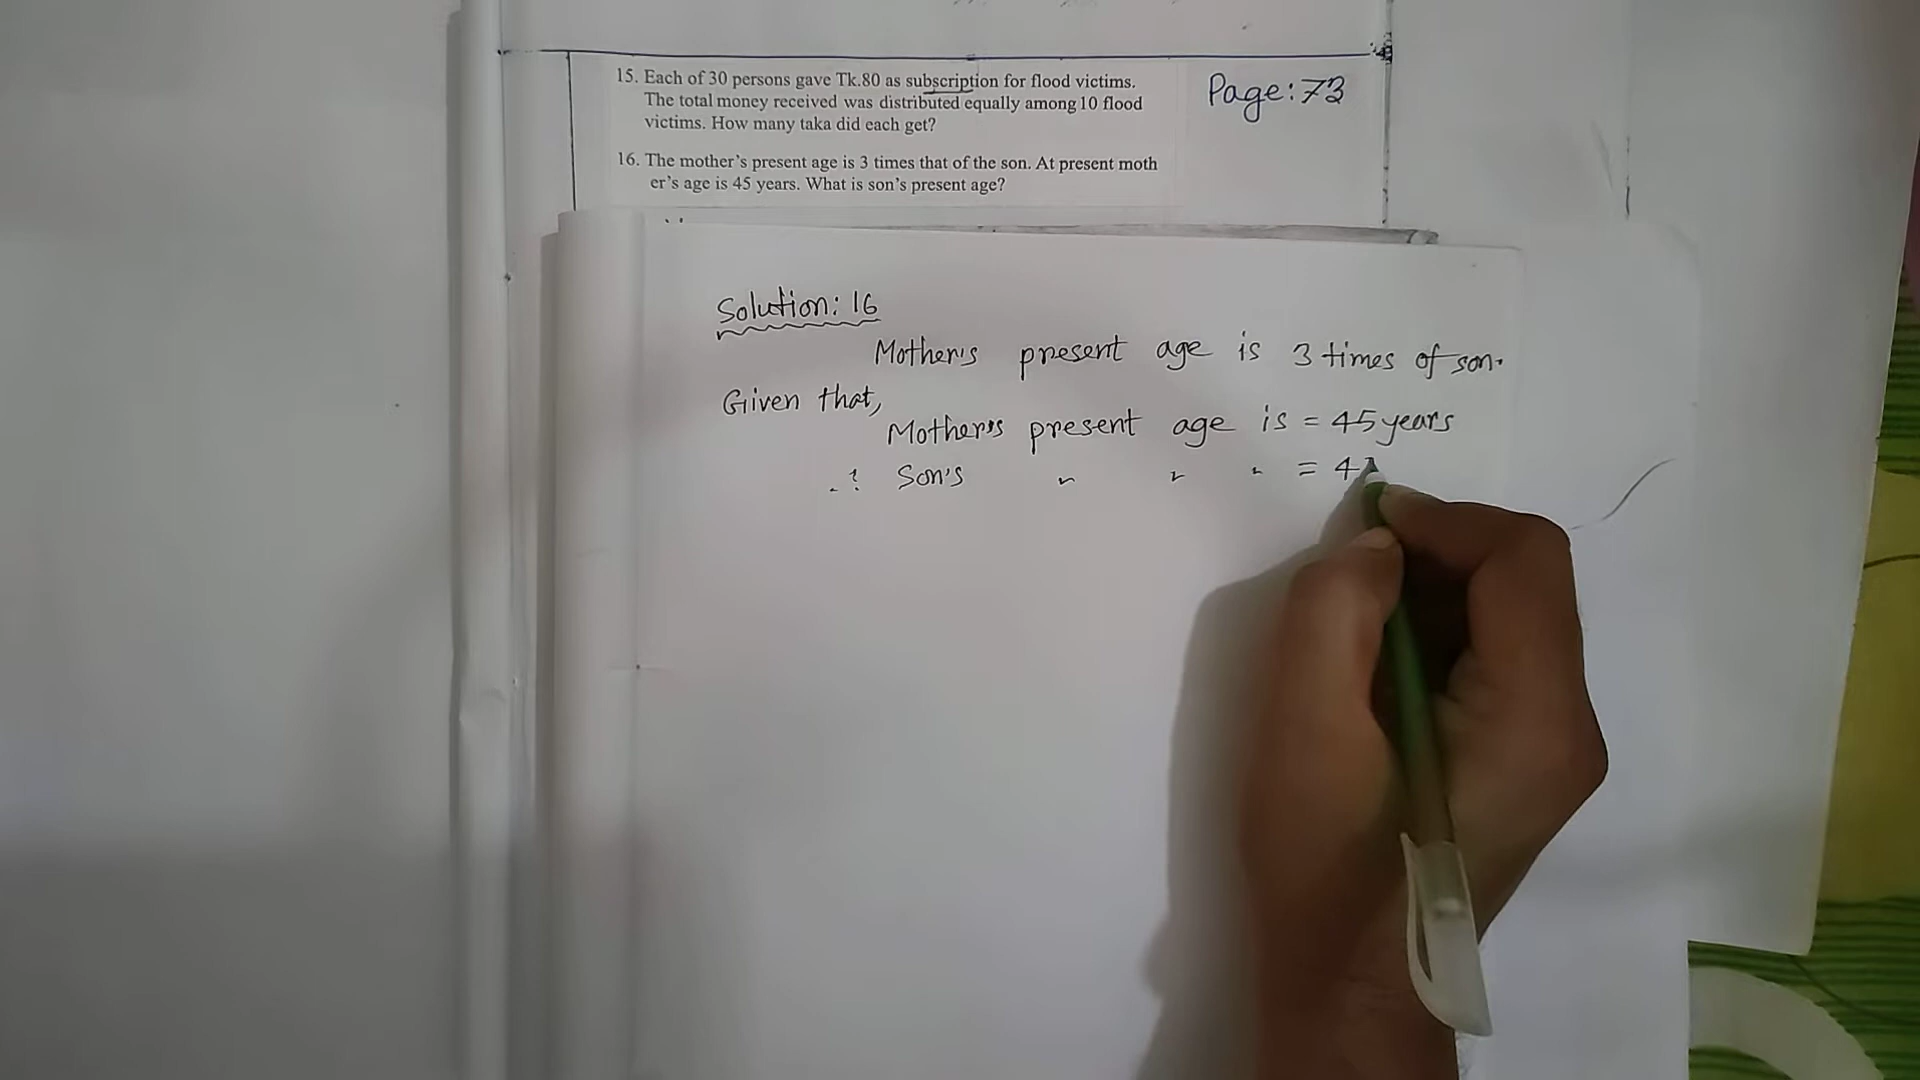 15. Each of 30 persons gave Tk.80 as subscription for flood victims.
The total money received was distributed equally among 10 flood
victims. How many taka did each get?
Page:73
16. The mother's present age is 3 times that of the son. At present moth
er's age is 45 years. What is son's present age?
Solution: 16
Mother's present age is 3 times of son.
Given that,
Mother's present age is = 45 years
∴ Son's " " " = 4